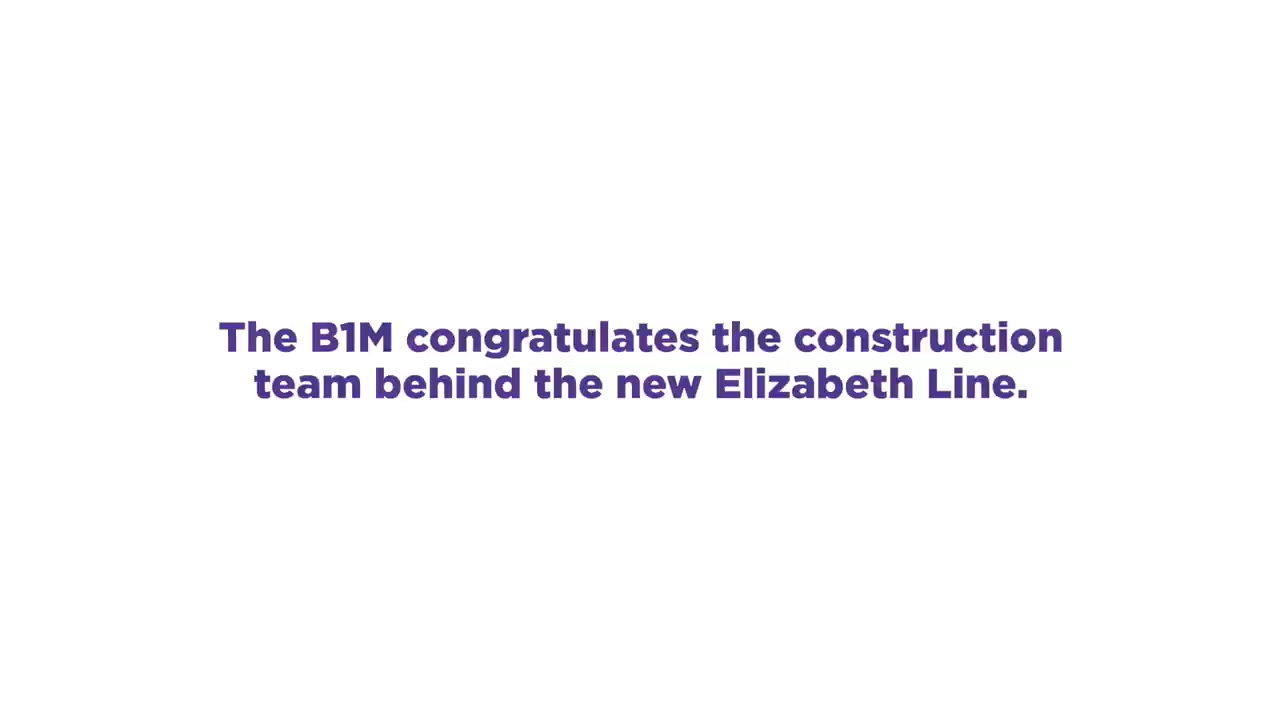 The B1M congratulates the construction
team behind the new Elizabeth Line.